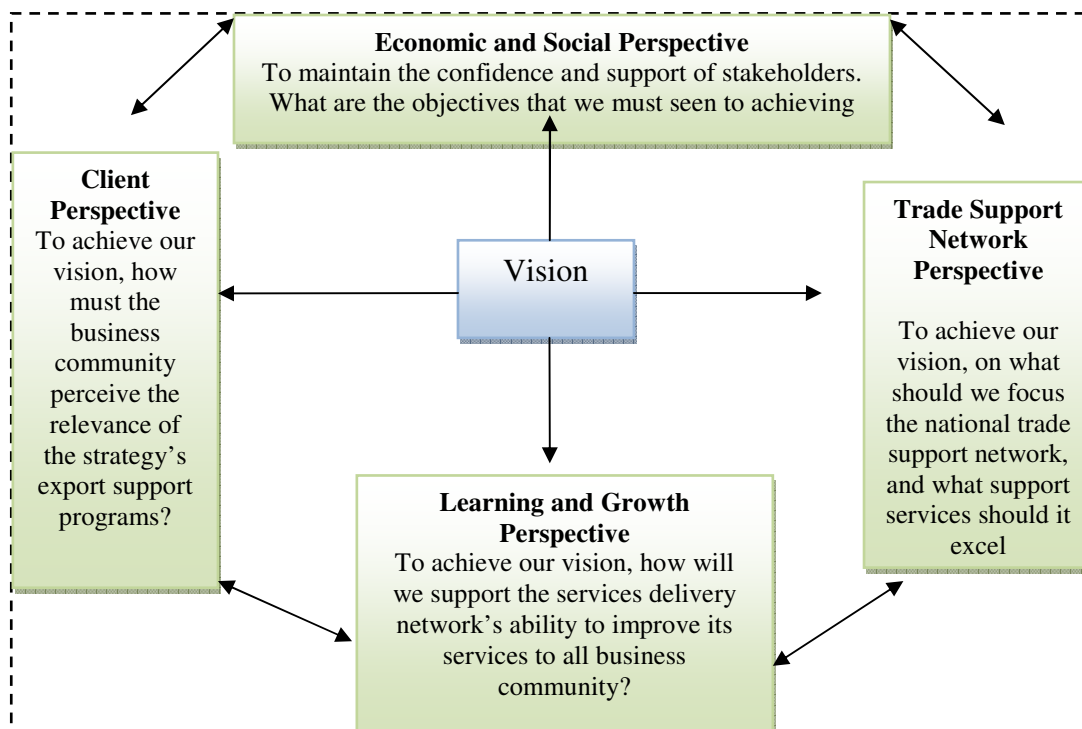 Economic and Social Perspective
To maintain the confidence and support of stakeholders.
What are the objectives that we must seen to achieving
Client
Perspective
To achieve our
vision, how
must the
business
community
perceive the
relevance of
the strategy’s
export support
programs?
Vision
Trade Support
Network
Perspective
To achieve our
vision, on what
should we focus
the national trade
support network,
and what support
services should it
excel
Learning and Growth
Perspective
To achieve our vision, how will
we support the services delivery
network’s ability to improve its
services to all business
community?